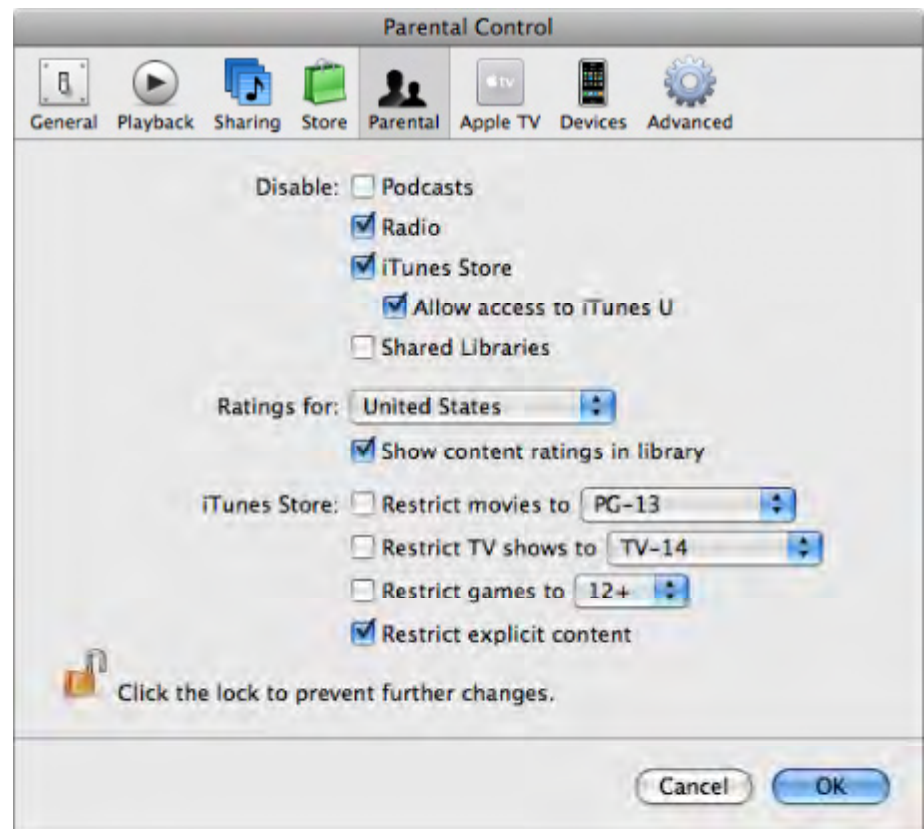 Parental Control
General Playback Sharing Store Parental Apple TV Devices Advanced
Disable: Podcasts
Radio
iTunes Store
Allow access to iTunes U
Shared Libraries
Ratings for: United States
Show content ratings in library
iTunes Store: Restrict movies to PG-13
Restrict TV shows to TV-14
Restrict games to 12+
Restrict explicit content
Click the lock to prevent further changes.
Cancel OK